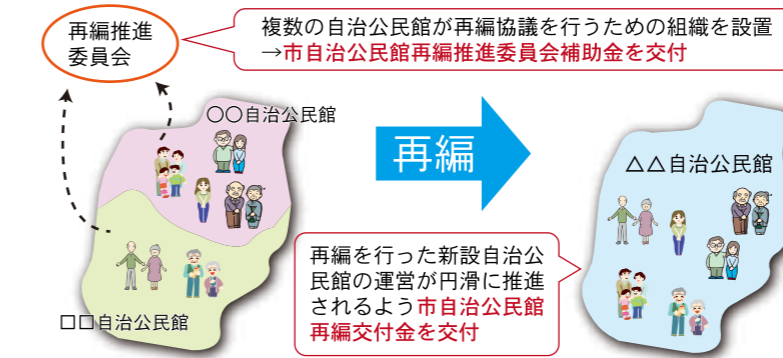 再編推進
委員会
複数の自治公民館が再編協議を行うための組織を設置
→市自治公民館再編推進委員会補助金を交付
○○自治公民館
再編
△△自治公民館
再編を行った新設自治公
民館の運営が円滑に推進
されるよう市自治公民館
再編交付金を交付
□□自治公民館